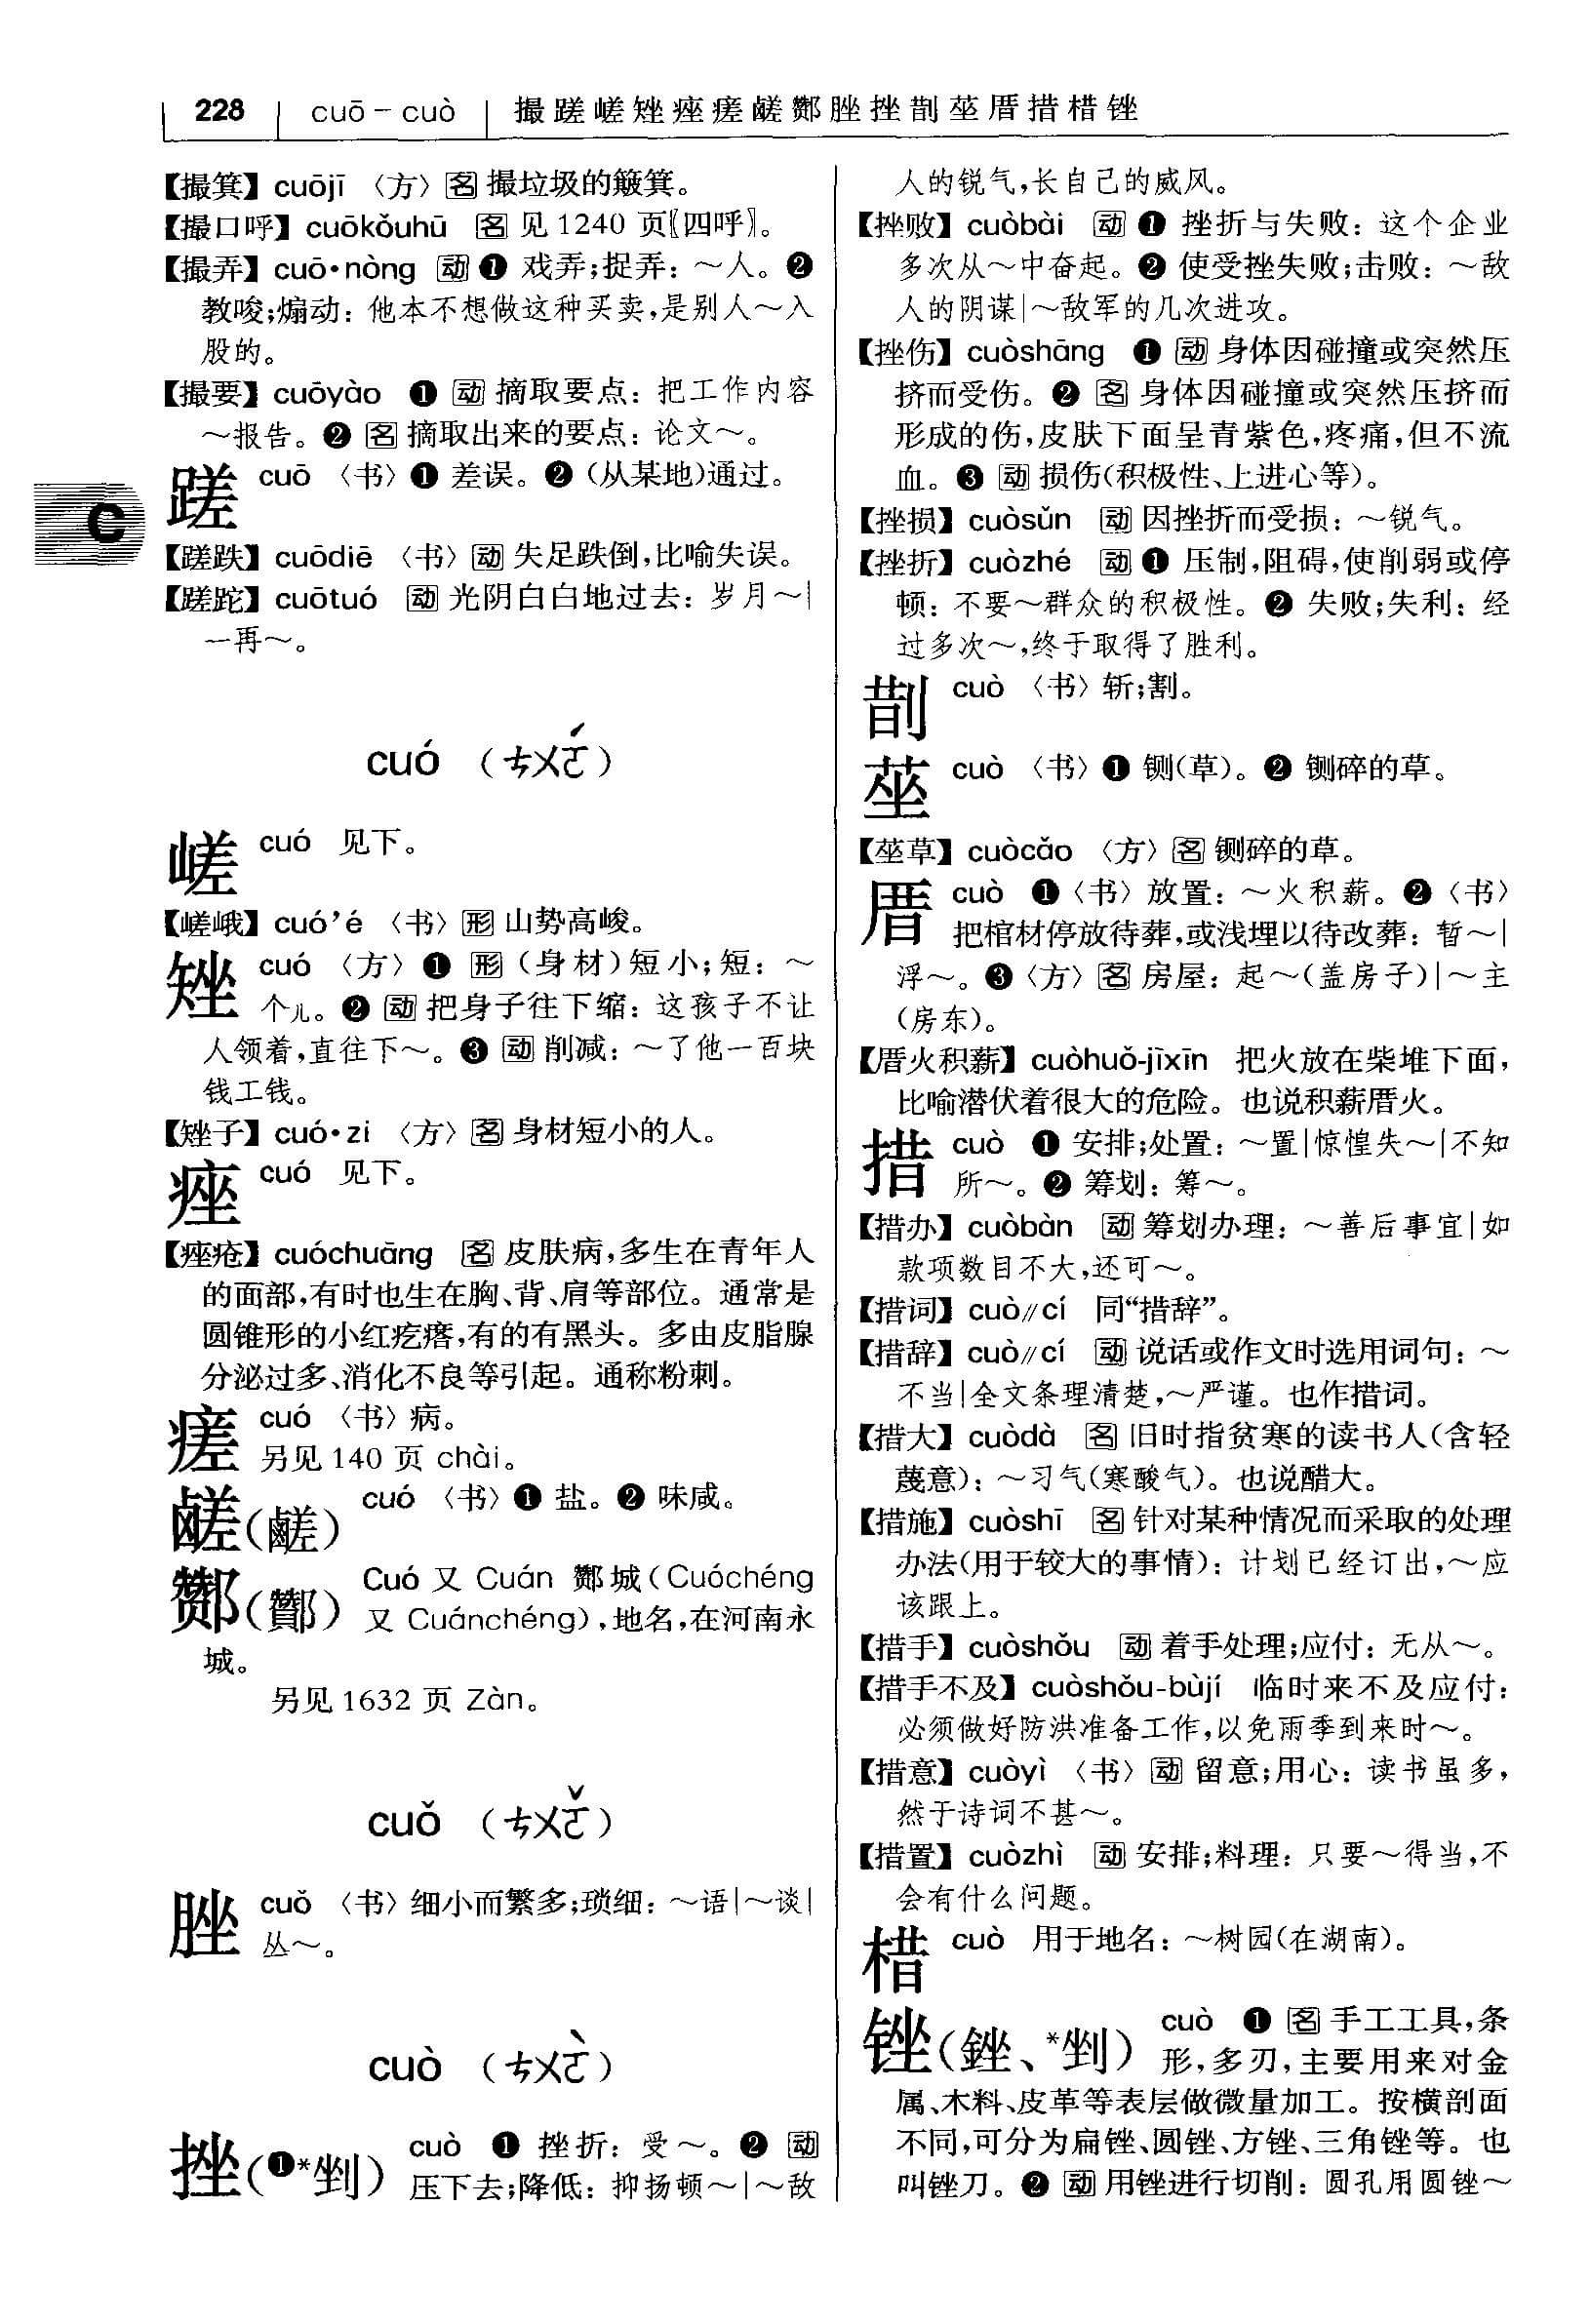 228 cuō－cuò 撮蹉嵯矬痤瘥鹾酂脞挫莝厝措楷锉
【撮箕】 cuōjī 〈方〉 名 撮垃圾的簸箕。
【撮口呼】 cuōkǒuhū 名 见 1240 页〖四呼〗。
【撮弄】 cuō•nòng 动 ❶ 戏弄;捉弄：～人。❷
教唆;煽动：他本不想做这种买卖,是别人～入
股的。
【撮要】 cuōyào ❶ 动 摘取要点：把工作内容
～报告。❷ 名 摘取出来的要点：论文～。
蹉 cuō 〈书〉❶ 差误。❷ (从某地)通过。
C
【蹉跌】 cuōdiē 〈书〉 动 失足跌倒,比喻失误。
【蹉跎】 cuōtuó 动 光阴白白地过去：岁月～|
一再～。
cuó （ㄘㄨㄛˊ）
嵯 cuó 见下。
【嵯峨】 cuó’é 〈书〉 形 山势高峻。
矬 cuó 〈方〉❶ 形 (身材)短小;短：～
个儿。❷ 动 把身子往下缩：这孩子不让
人领着,直往下～。❸ 动 削减：～了他一百块
钱工钱。
【矬子】 cuó•zi 〈方〉 名 身材短小的人。
痤 cuó 见下。
【痤疮】 cuóchuāng 名 皮肤病,多生在青年人
的面部,有时也生在胸、背、肩等部位。通常是
圆锥形的小红疙瘩,有的有黑头。多由皮脂腺
分泌过多、消化不良等引起。通称粉刺。
瘥 cuó 〈书〉病。
另见 140 页 chài。
鹾(鹺) cuó 〈书〉❶ 盐。❷ 味咸。
酂(酇) Cuó 又 Cuán 酂城(Cuóchéng
又 Cuánchéng),地名,在河南永
城。
另见 1632 页 Zàn。
cuǒ （ㄘㄨㄛˇ）
脞 cuǒ 〈书〉细小而繁多;琐细：～语|～谈|
丛～。
cuò （ㄘㄨㄛˋ）
挫(❶*剉) cuò ❶ 挫折：受～。❷ 动
压下去;降低：抑扬顿～|～敌
人的锐气,长自己的威风。
【挫败】 cuòbài 动 ❶ 挫折与失败：这个企业
多次从～中奋起。❷ 使受挫失败;击败：～敌
人的阴谋|～敌军的几次进攻。
【挫伤】 cuòshāng ❶ 动 身体因碰撞或突然压
挤而受伤。❷ 名 身体因碰撞或突然压挤而
形成的伤,皮肤下面呈青紫色,疼痛,但不流
血。❸ 动 损伤(积极性、上进心等)。
【挫损】 cuòsǔn 动 因挫折而受损：～锐气。
【挫折】 cuòzhé 动 ❶ 压制,阻碍,使削弱或停
顿：不要～群众的积极性。❷ 失败;失利：经
过多次～,终于取得了胜利。
cuò 〈书〉斩;割。
莝 cuò 〈书〉❶ 铡(草)。❷ 铡碎的草。
【莝草】 cuòcǎo 〈方〉 名 铡碎的草。
厝 cuò ❶〈书〉放置：～火积薪。❷〈书〉
把棺材停放待葬,或浅埋以待改葬：暂～|
浮～。❸〈方〉 名 房屋：起～(盖房子)|～主
(房东)。
【厝火积薪】 cuòhuǒ-jīxīn 把火放在柴堆下面,
比喻潜伏着很大的危险。也说积薪厝火。
措 cuò ❶ 安排;处置：～置|惊惶失～|不知
所～。❷ 筹划：筹～。
【措办】 cuòbàn 动 筹划办理：～善后事宜|如
款项数目不大,还可～。
【措词】 cuò//cí 同“措辞”。
【措辞】 cuò//cí 动 说话或作文时选用词句：～
不当|全文条理清楚,～严谨。也作措词。
【措大】 cuòdà 名 旧时指贫寒的读书人(含轻
蔑意)：～习气(寒酸气)。也说醋大。
【措施】 cuòshī 名 针对某种情况而采取的处理
办法(用于较大的事情)：计划已经订出,～应
该跟上。
【措手】 cuòshǒu 动 着手处理;应付：无从～。
【措手不及】 cuòshǒu-bùjí 临时来不及应付：
必须做好防洪准备工作,以免雨季到来时～。
【措意】 cuòyì 〈书〉 动 留意;用心：读书虽多,
然于诗词不甚～。
【措置】 cuòzhì 动 安排;料理：只要～得当,不
会有什么问题。
棤 cuò 用于地名：～树园(在湖南)。
锉(銼、*剉) cuò ❶ 名 手工工具,条
形,多刃,主要用来对金
属、木料、皮革等表层做微量加工。按横剖面
不同,可分为扁锉、圆锉、方锉、三角锉等。也
叫锉刀。❷ 动 用锉进行切削：圆孔用圆锉～